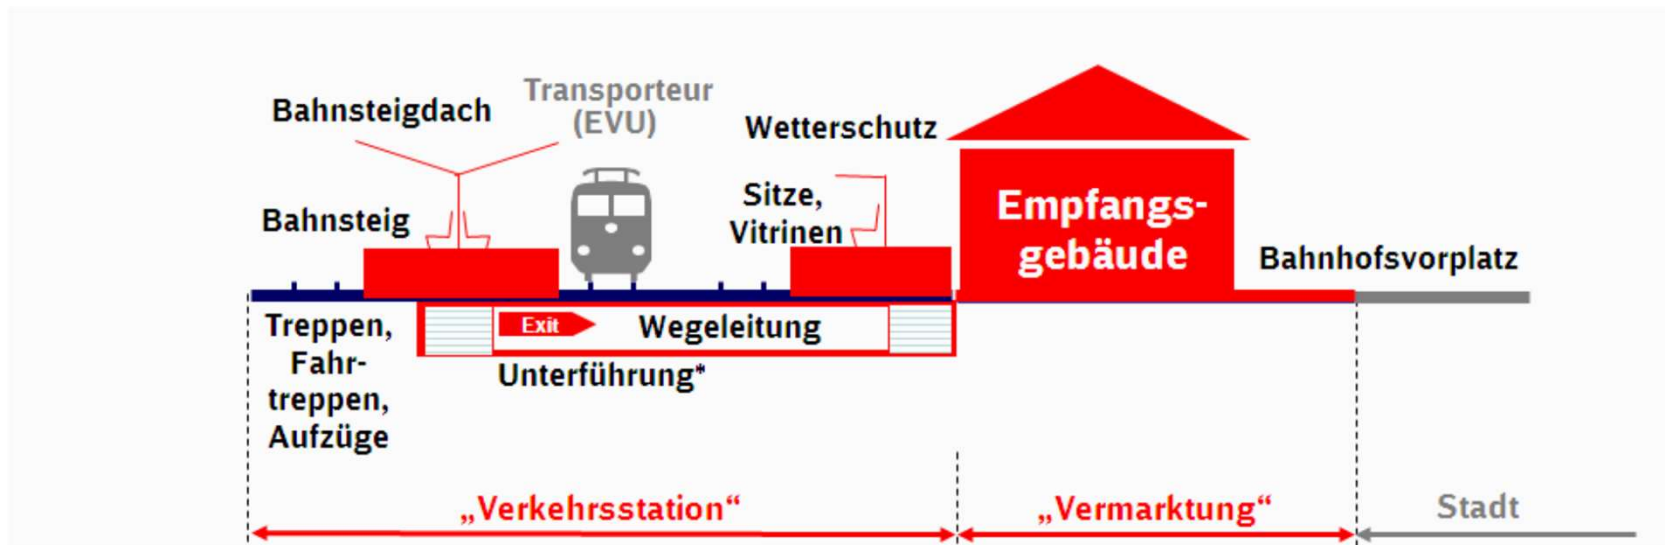 Bahnsteigdach
Transporteur
(EVU)
Wetterschutz
Bahnsteig
Sitze,
Vitrinen
Empfangs-
gebäude
Bahnhofsvorplatz
Treppen,
Fahr-
treppen,
Aufzüge
Exit
Wegeleitung
Unterführung*
„Verkehrsstation“
„Vermarktung“
Stadt